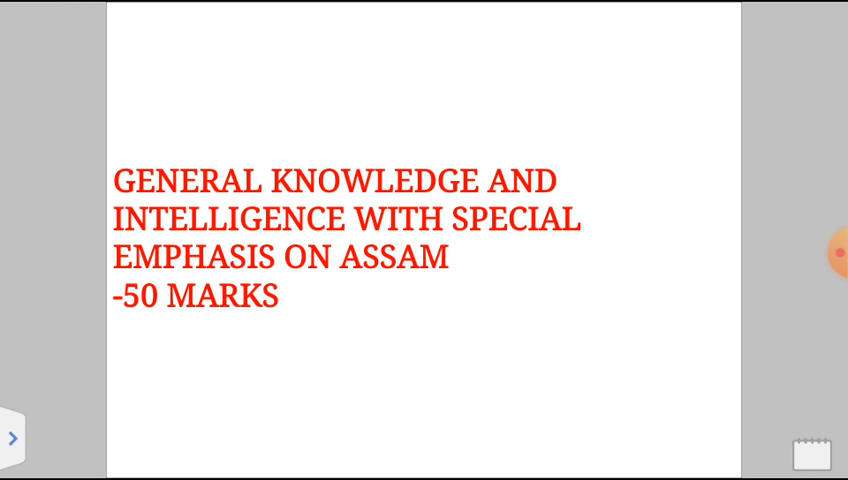 GENERAL KNOWLEDGE AND
INTELLIGENCE WITH SPECIAL
EMPHASIS ON ASSAM
-50 MARKS